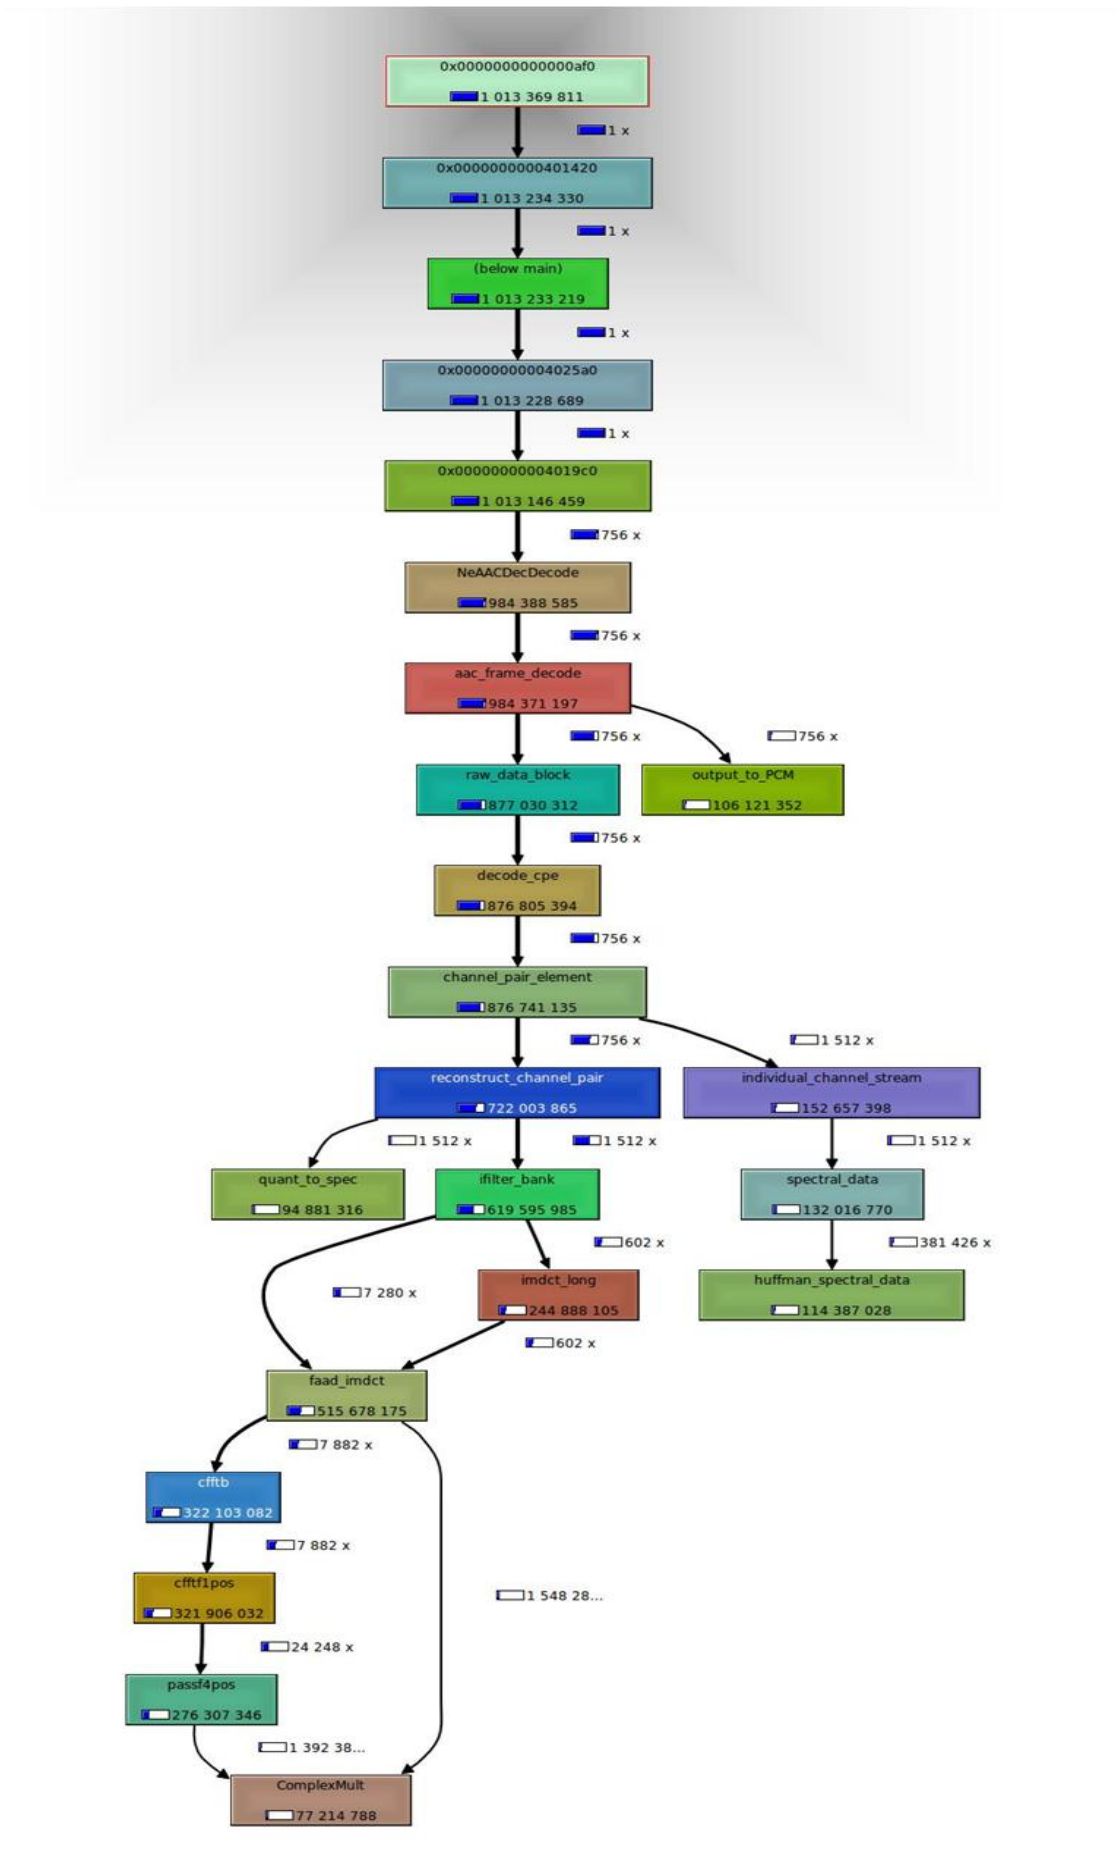 0x0000000000000af0
1 013 369 811
1 x
0x0000000000401420
1 013 234 330
1 x
(below main)
1 013 233 219
1 x
0x00000000004025a0
1 013 228 689
1 x
0x00000000004019c0
1 013 146 459
756 x
NeAACDecDecode
984 388 585
756 x
aac_frame_decode
984 371 197
756 x
756 x
raw_data_block
877 030 312
output_to_PCM
106 121 352
756 x
decode_cpe
876 805 394
756 x
channel_pair_element
876 741 135
756 x
1 512 x
reconstruct_channel_pair
722 003 865
individual_channel_stream
152 657 398
1 512 x
1 512 x
1 512 x
quant_to_spec
94 881 316
ifilter_bank
619 595 985
spectral_data
132 016 770
602 x
381 426 x
7 280 x
imdct_long
244 888 105
huffman_spectral_data
114 387 028
602 x
faad_imdct
515 678 175
7 882 x
cfftb
322 103 082
7 882 x
cfftf1pos
321 906 032
1 548 28...
24 248 x
passf4pos
276 307 346
1 392 38...
ComplexMult
77 214 788